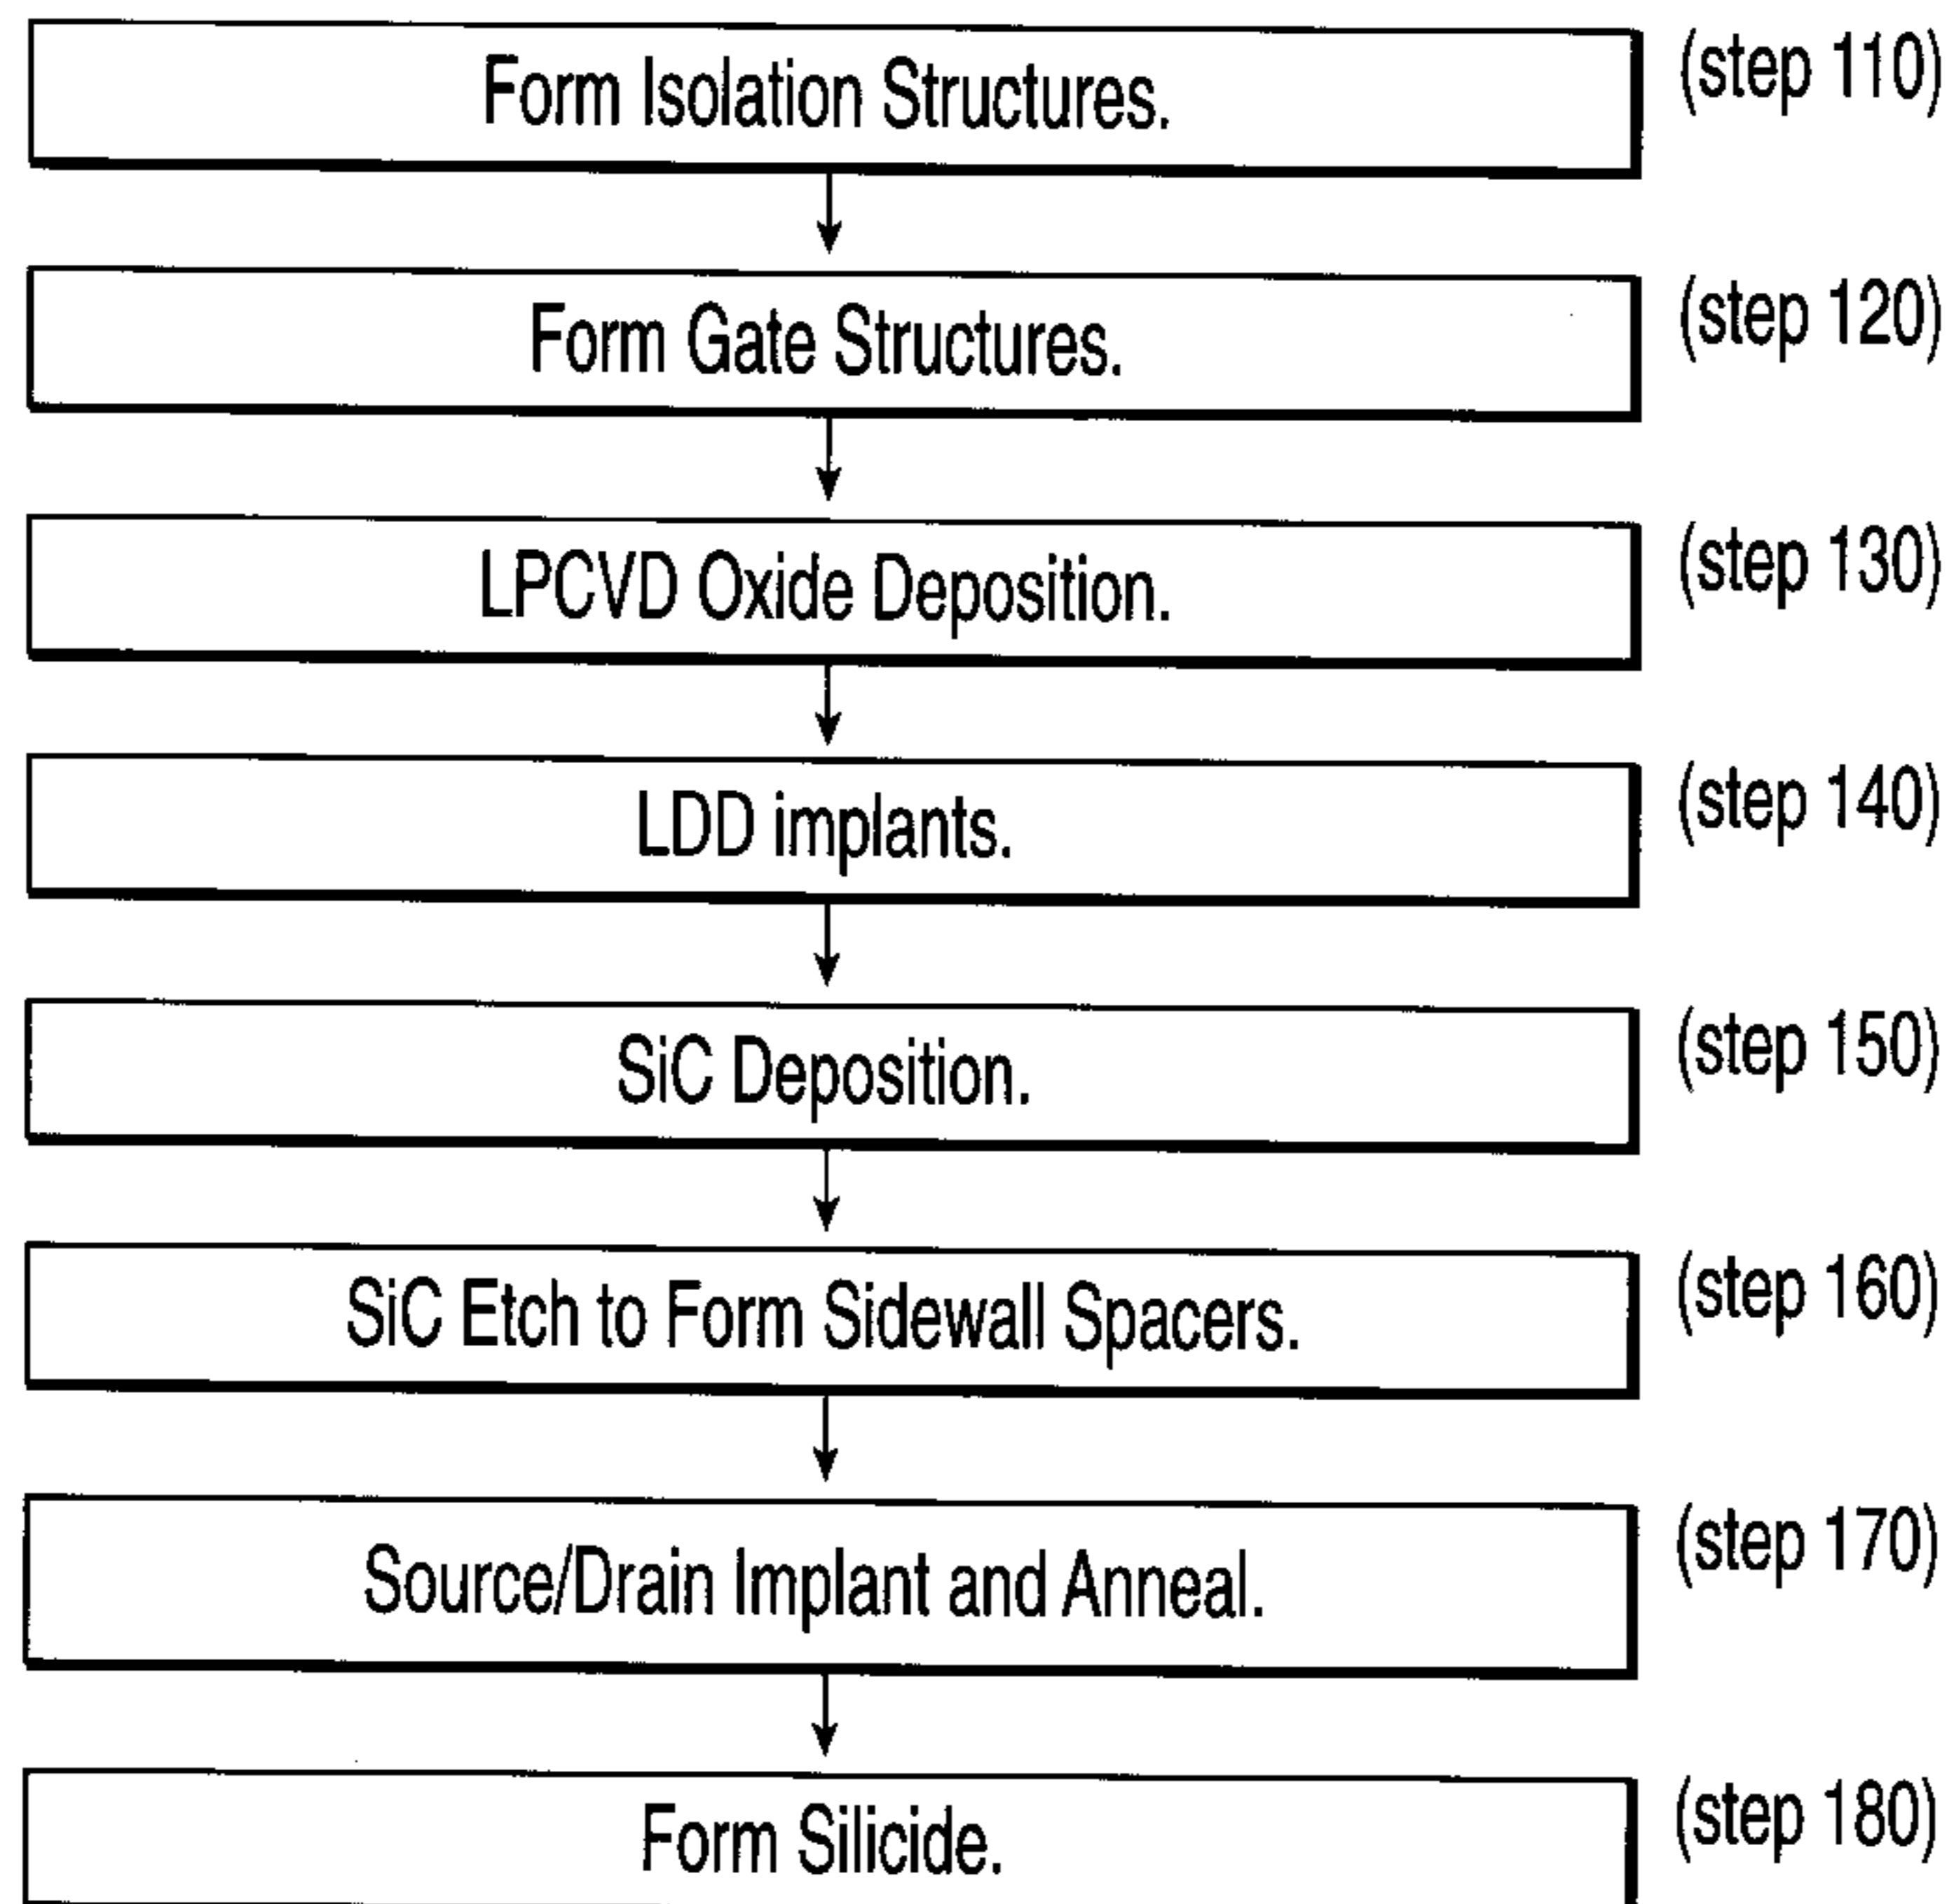 Form Isolation Structures. (step 110)
Form Gate Structures. (step 120)
LPCVD Oxide Deposition. (step 130)
LDD implants. (step 140)
SiC Deposition. (step 150)
SiC Etch to Form Sidewall Spacers. (step 160)
Source/Drain Implant and Anneal. (step 170)
Form Silicide. (step 180)